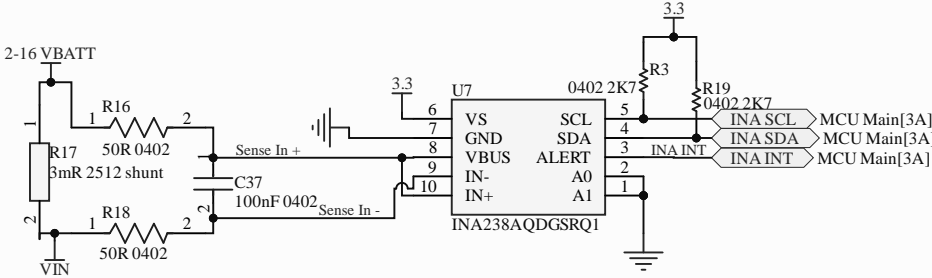 3.3
2-16 VBATT
R3
3.3
U7
0402 2K7
R19
0402 2K7
R16
1
2
50R 0402
1
R17
3mR 2512 shunt
2
6
VS
SCL
5
INA SCL
MCU Main[3A]
7
GND
SDA
4
INA SDA
MCU Main[3A]
Sense In +
8
VBUS
ALERT
3
INA INT
INA INT
MCU Main[3A]
9
IN-
A0
2
10
IN+
A1
1
C37
100nF 0402
2
Sense In -
R18
1
2
50R 0402
VIN
INA238AQDGSRQ1